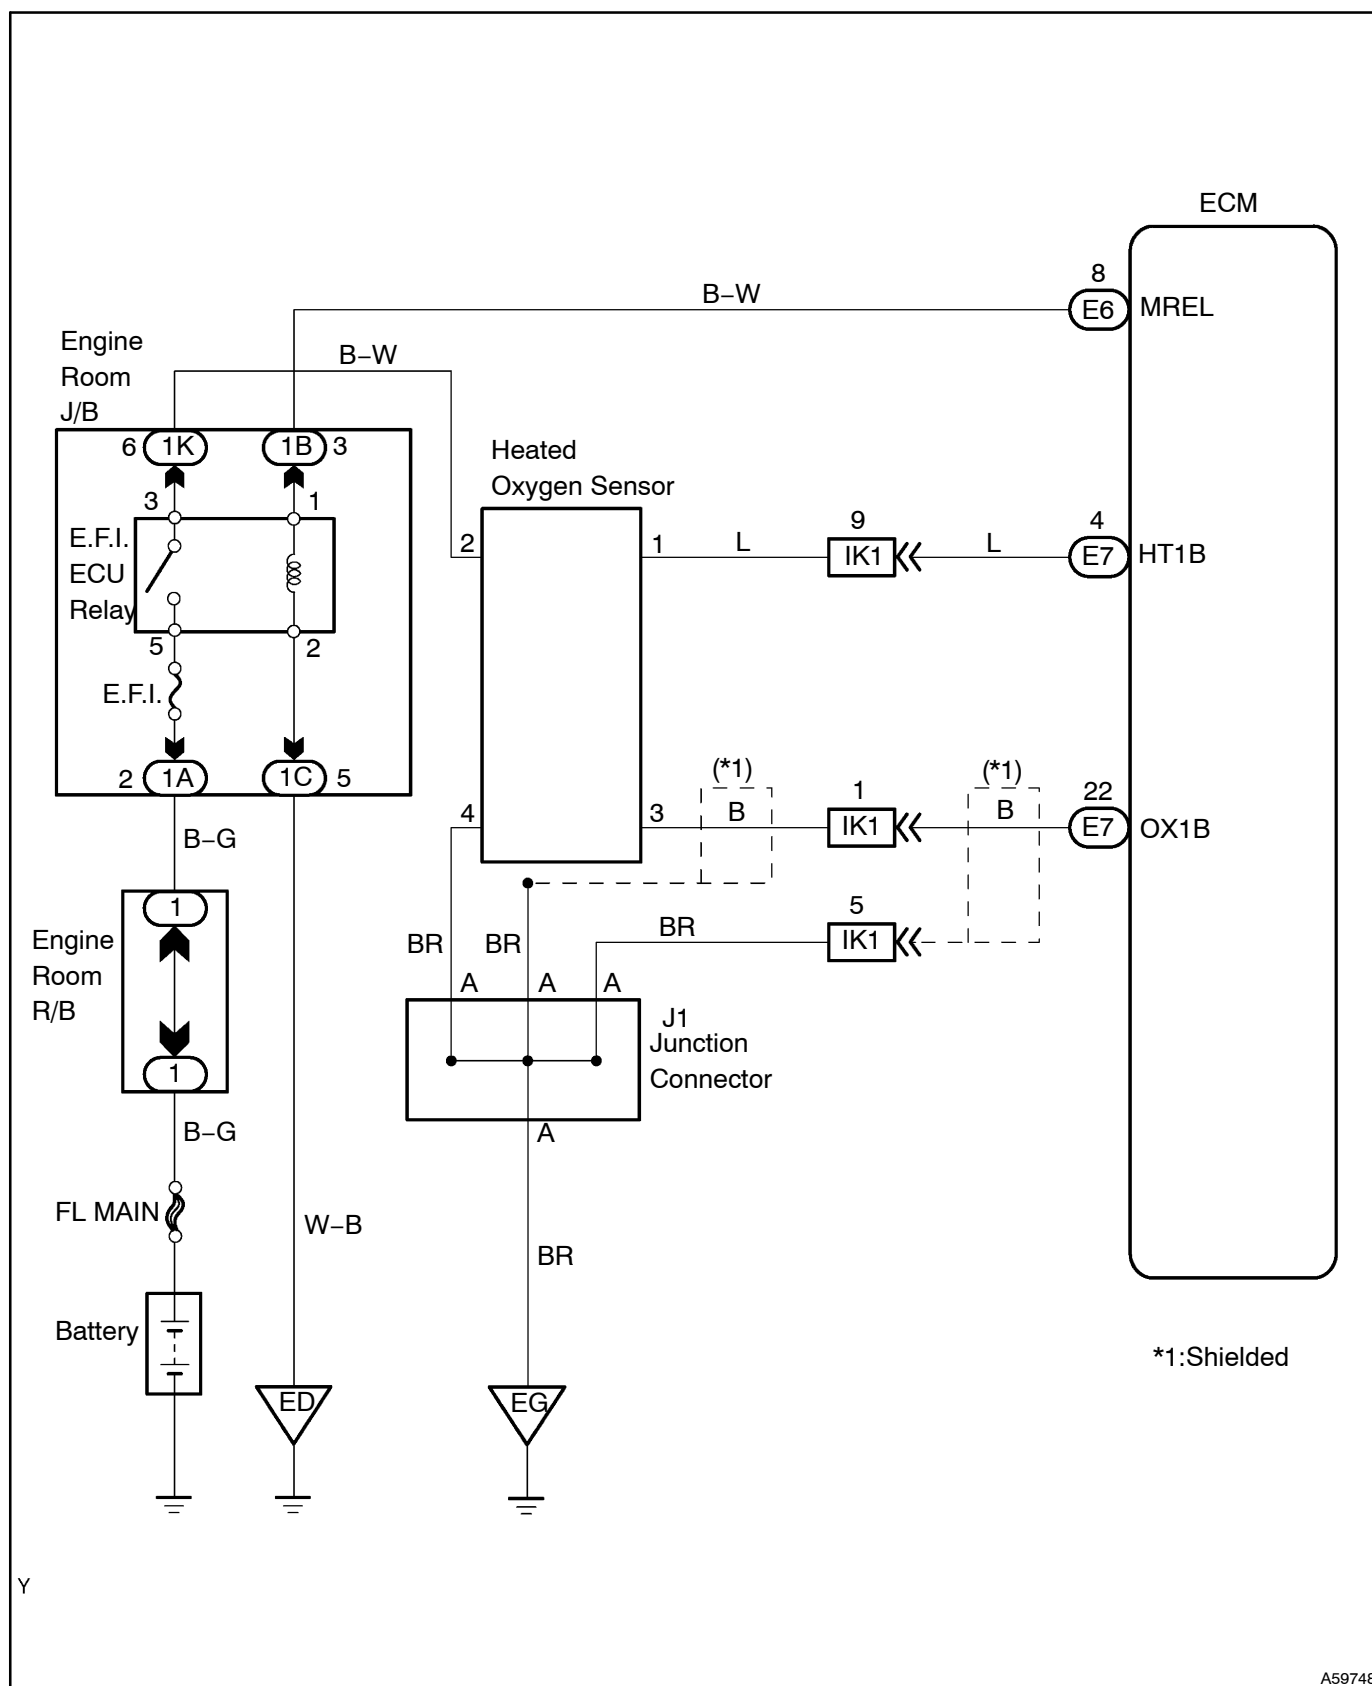 ECM
8
B–W
E6
MREL
Engine
Room
J/B
B–W
6
1K
1B
3
Heated
Oxygen Sensor
3
1
9
4
E.F.I.
ECU
Relay
2
1
L
IK1
L
E7
HT1B
5
2
E.F.I.
2
1A
1C
5
(*1)
(*1)
4
3
B
1
IK1
B
22
E7
OX1B
B–G
1
5
Engine
Room
R/B
BR
BR
BR
IK1
A
A
A
J1
Junction
Connector
1
B–G
A
FL MAIN
W–B
BR
Battery
*1:Shielded
ED
EG
Y
A59748